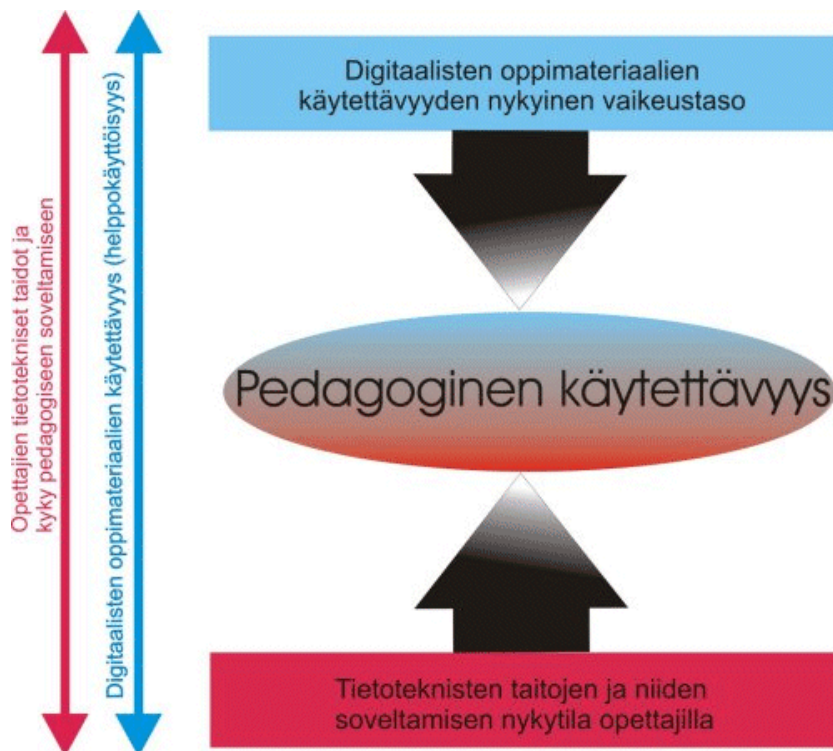 Opettajien tietotekniset taidot ja
kyky pedagogiseen soveltamiseen
Digitaalisten oppimateriaalien käytettävyys (helppokäyttöisyys)
Digitaalisten oppimateriaalien
käytettävyyden nykyinen vaikeustaso
Pedagoginen käytettävyys
Tietoteknisten taitojen ja niiden
soveltamisen nykytila opettajilla